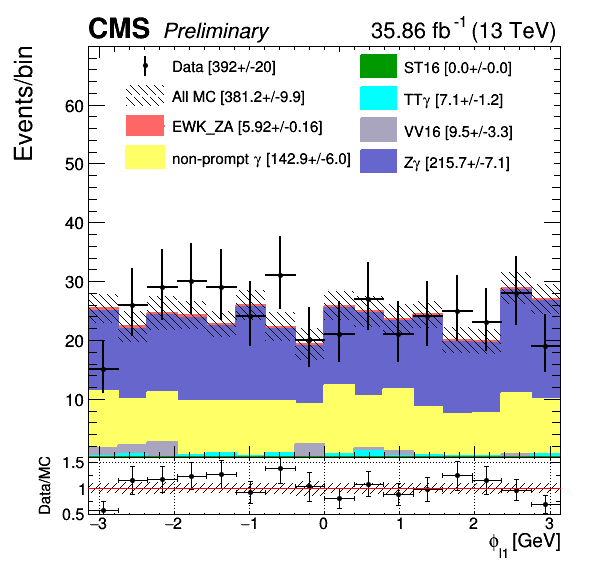 CMS Preliminary 35.86 fb⁻¹ (13 TeV)
Events/bin
Data [392+/-20]
All MC [381.2+/-9.9]
EWK_ZA [5.92+/-0.16]
non-prompt γ [142.9+/-6.0]
ST16 [0.0+/-0.0]
TTγ [7.1+/-1.2]
VV16 [9.5+/-3.3]
Zγ [215.7+/-7.1]
60
50
40
30
20
10
Data/MC
1.5
1
0.5
−3 −2 −1 0 1 2 3
ϕ_l1 [GeV]